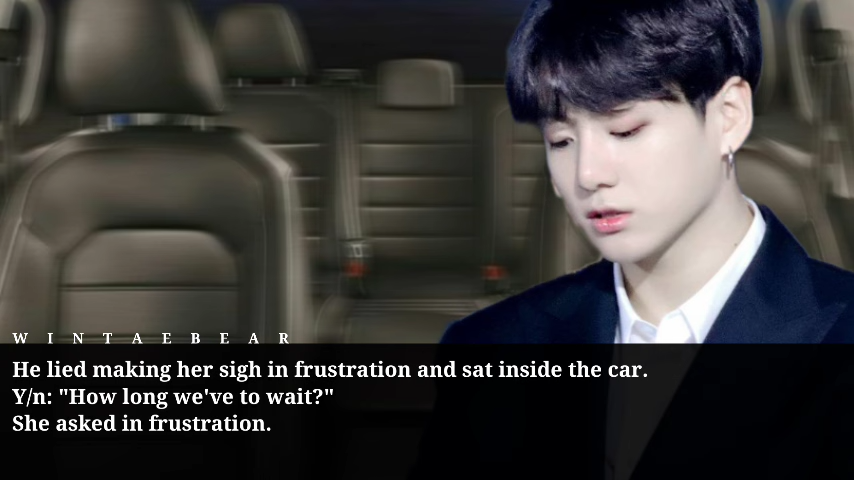 W I N T A E B E A R
He lied making her sigh in frustration and sat inside the car.
Y/n: "How long we've to wait?"
She asked in frustration.